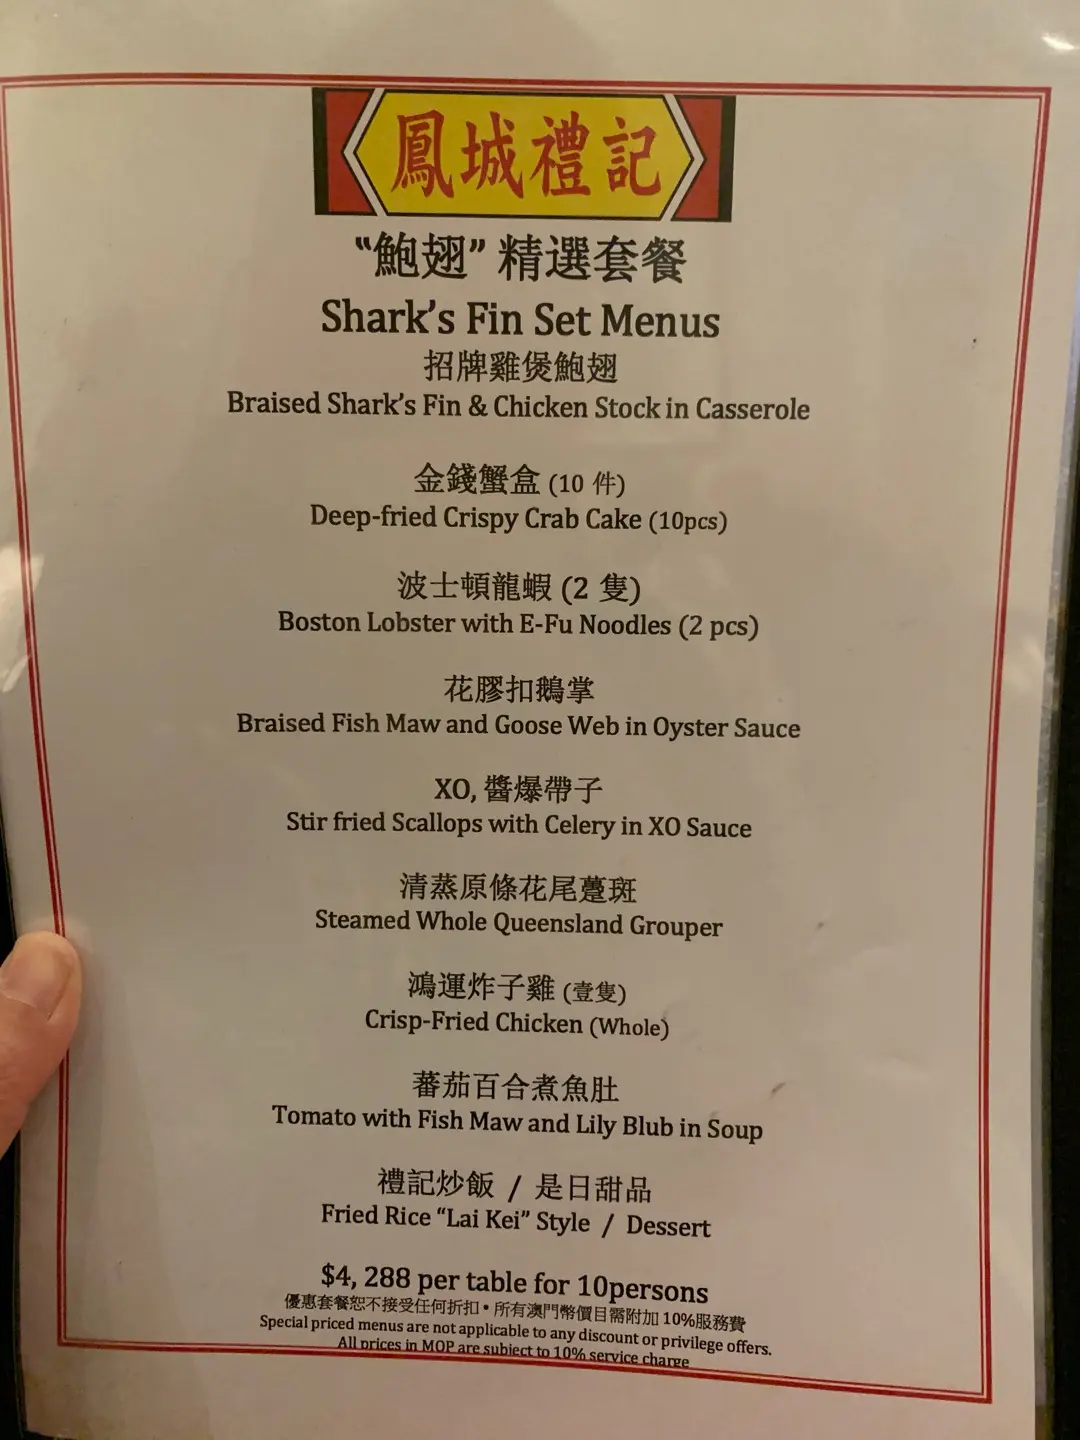 鳳城禮記
“鮑翅” 精選套餐
Shark’s Fin Set Menus
招牌雞煲鮑翅
Braised Shark’s Fin & Chicken Stock in Casserole
金錢蟹盒 (10 件)
Deep-fried Crispy Crab Cake (10pcs)
波士頓龍蝦 (2 隻)
Boston Lobster with E-Fu Noodles (2 pcs)
花膠扣鵝掌
Braised Fish Maw and Goose Web in Oyster Sauce
XO, 醬爆帶子
Stir fried Scallops with Celery in XO Sauce
清蒸原條花尾躉斑
Steamed Whole Queensland Grouper
鴻運炸子雞 (壹隻)
Crisp-Fried Chicken (Whole)
蕃茄百合煮魚肚
Tomato with Fish Maw and Lily Blub in Soup
禮記炒飯 / 是日甜品
Fried Rice “Lai Kei” Style / Dessert
$4, 288 per table for 10persons
優惠套餐恕不接受任何折扣 • 所有澳門幣價目需附加 10%服務費
Special priced menus are not applicable to any discount or privilege offers.
All prices in MOP are subject to 10% service charge